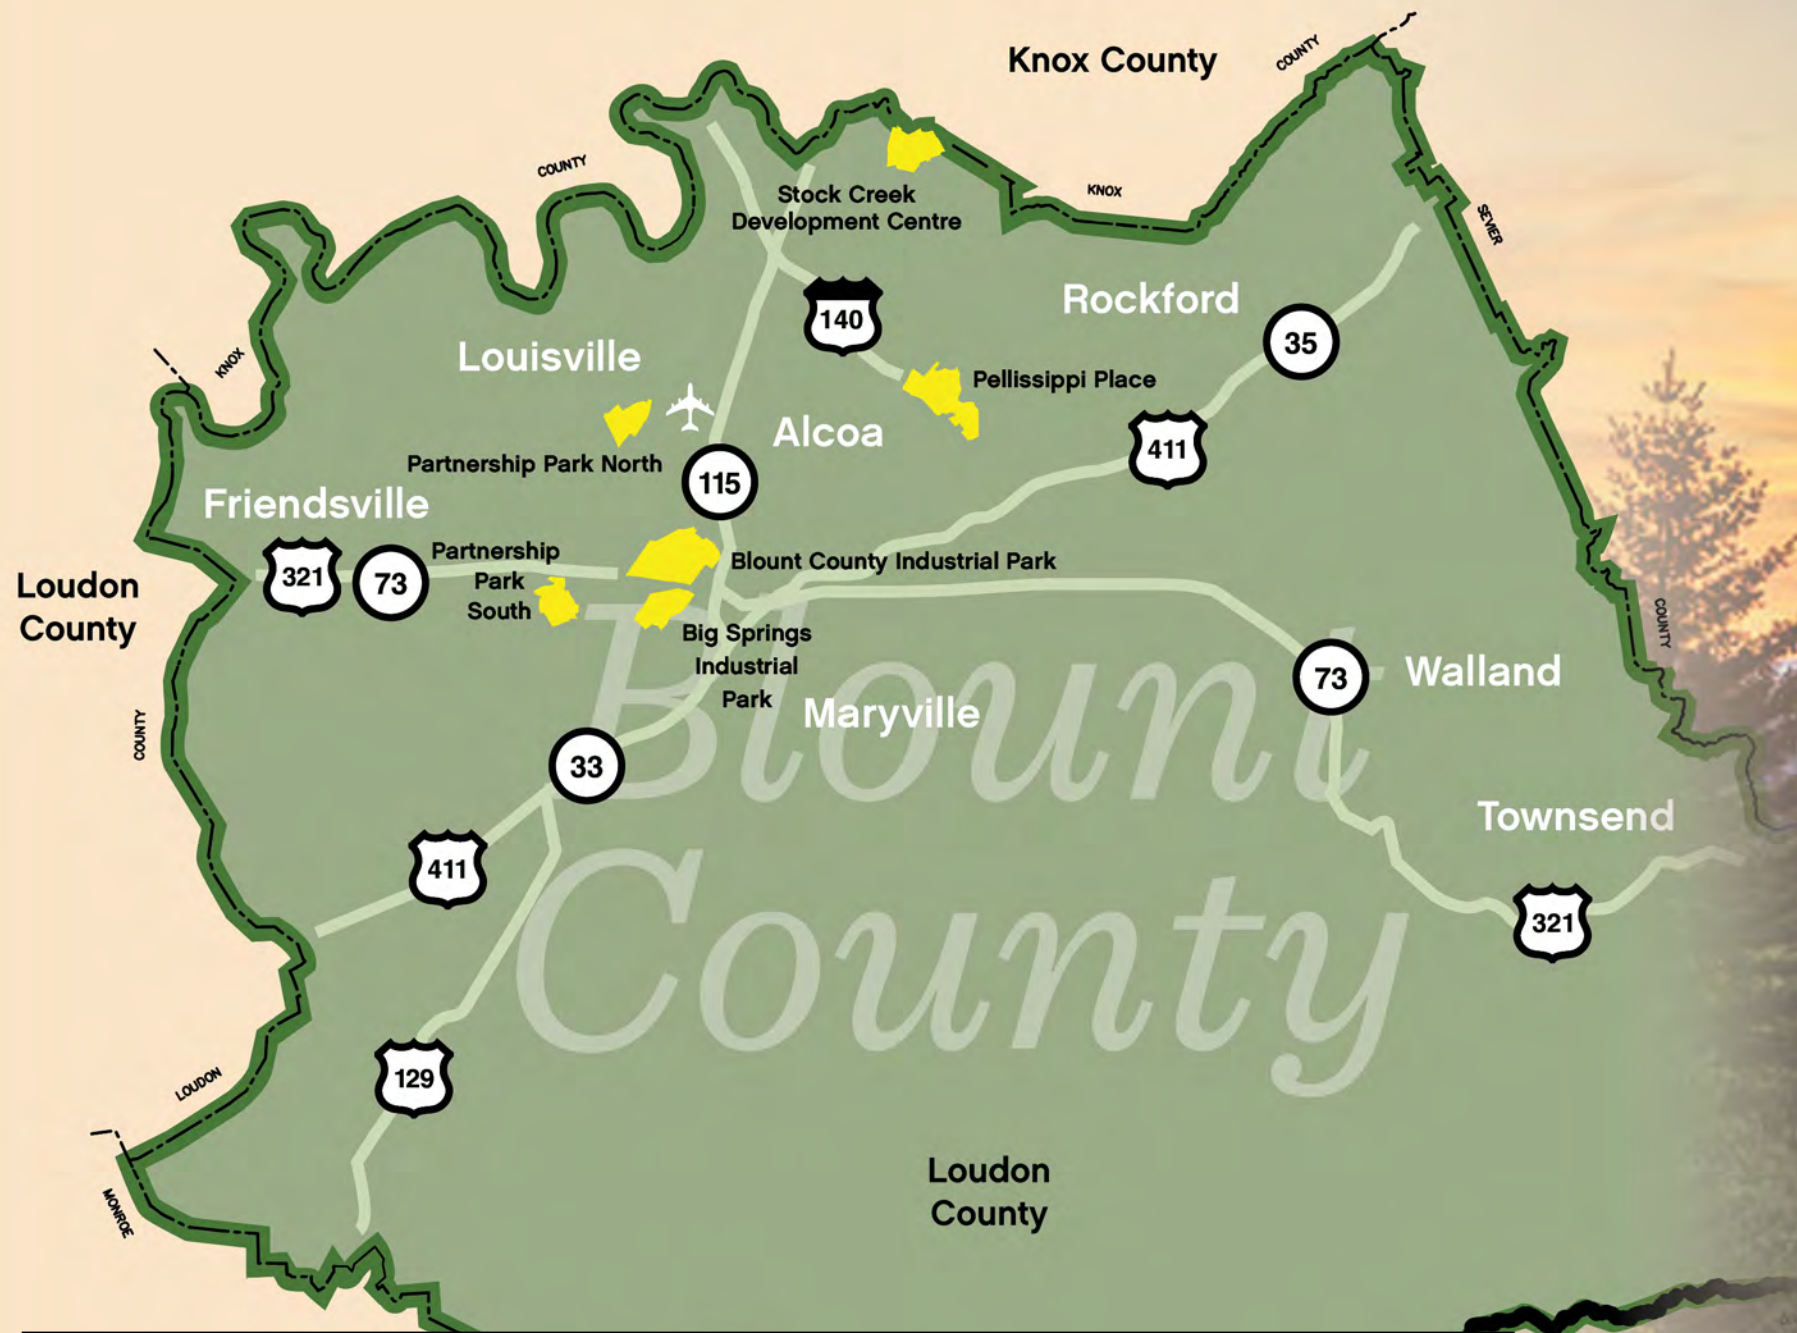 Knox County
COUNTY
COUNTY
KNOX
Stock Creek
Development Centre
SEVIER
140
Rockford
35
KNOX
Louisville
Pellissippi Place
Alcoa
411
Partnership Park North
115
Friendsville
321
73
Partnership
Park
South
Blount County Industrial Park
Loudon
County
COUNTY
Big Springs
Industrial
Park
73
Walland
Maryville
Blount
County
COUNTY
33
Townsend
411
321
129
LOUDON
MONROE
Loudon
County